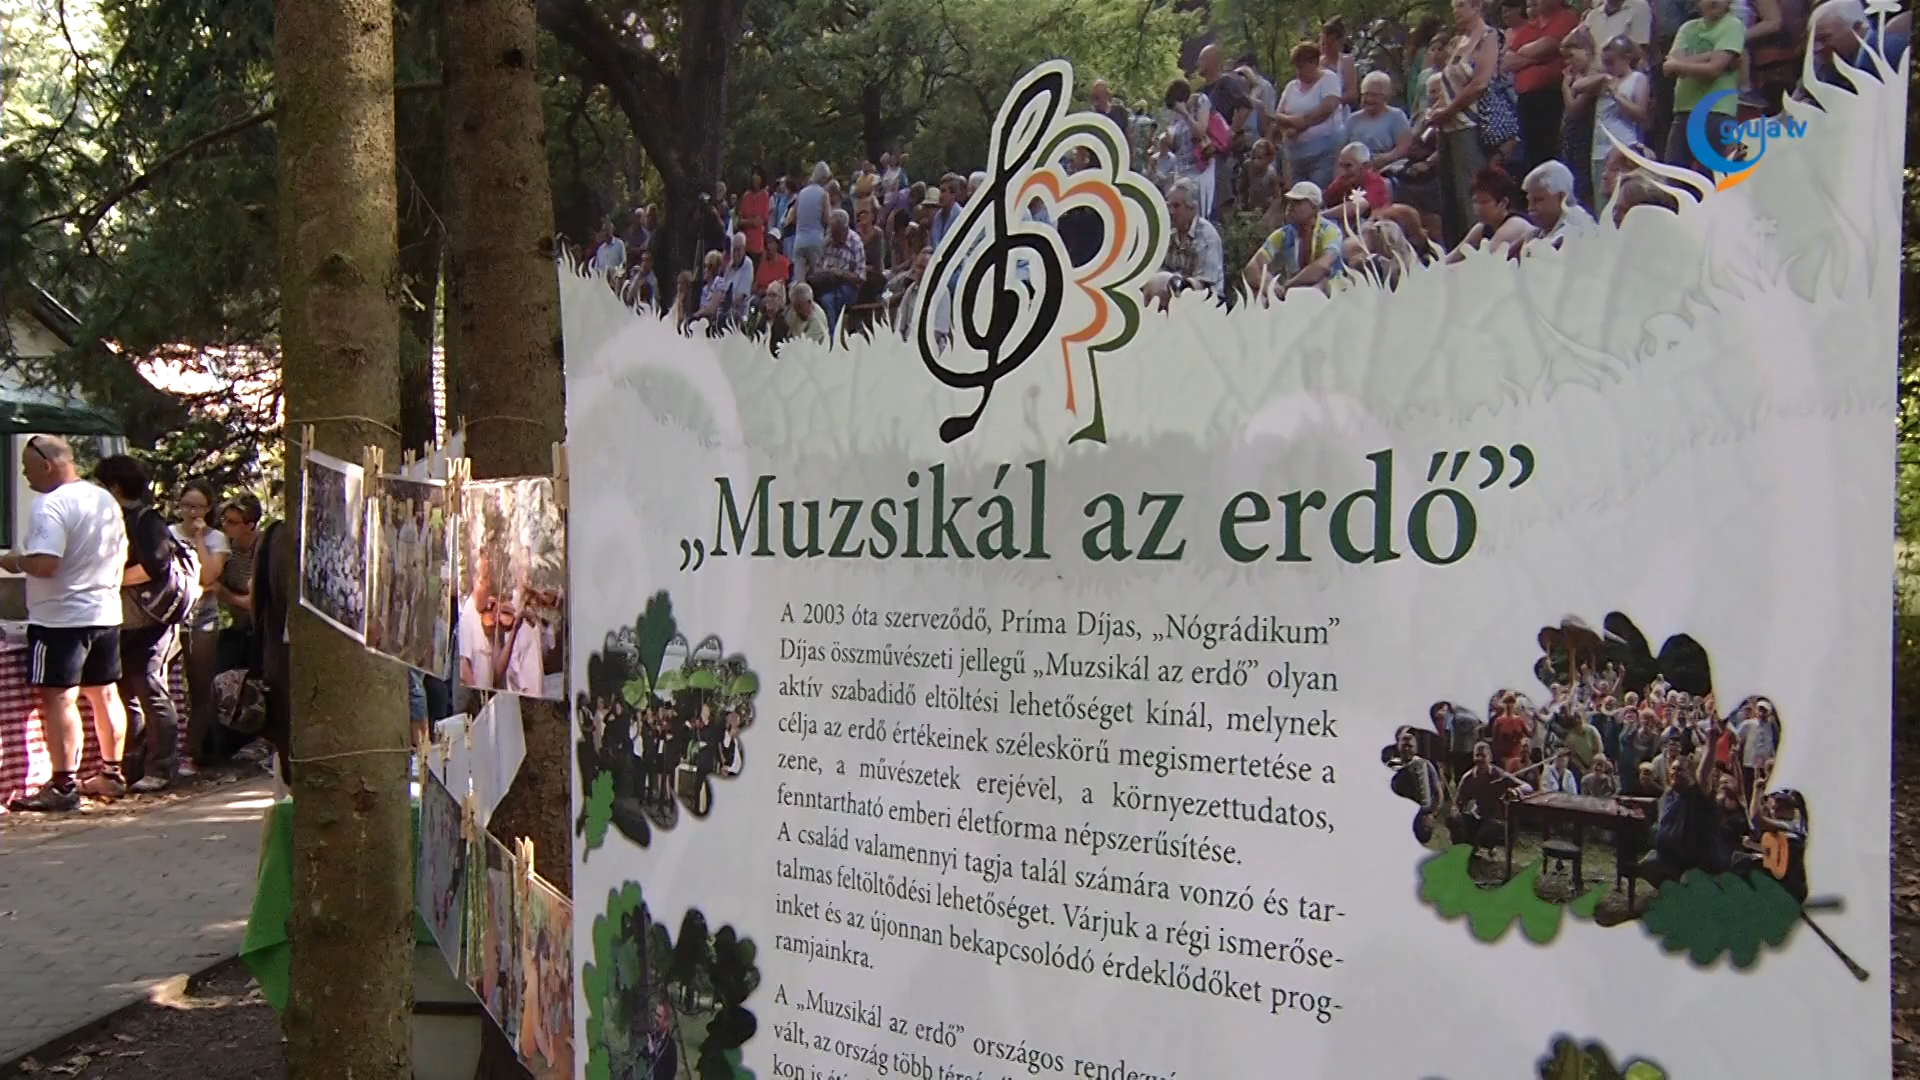 gyula tv
„Muzsikál az erdő”
A 2003 óta szerveződő, Príma Díjas, „Nógrádikum”
Díjas összművészeti jellegű „Muzsikál az erdő” olyan
aktív szabadidő eltöltési lehetőséget kínál, melynek
célja az erdő értékeinek széleskörű megismertetése a
zene, a művészetek erejével, a környezettudatos,
fenntartható emberi életforma népszerűsítése.
A család valamennyi tagja talál számára vonzó és tar-
talmas feltöltődési lehetőséget. Várjuk a régi ismerőse-
inket és az újonnan bekapcsolódó érdeklődőket prog-
ramjainkra.
A „Muzsikál az erdő” országos
vált, az ország több
kon is